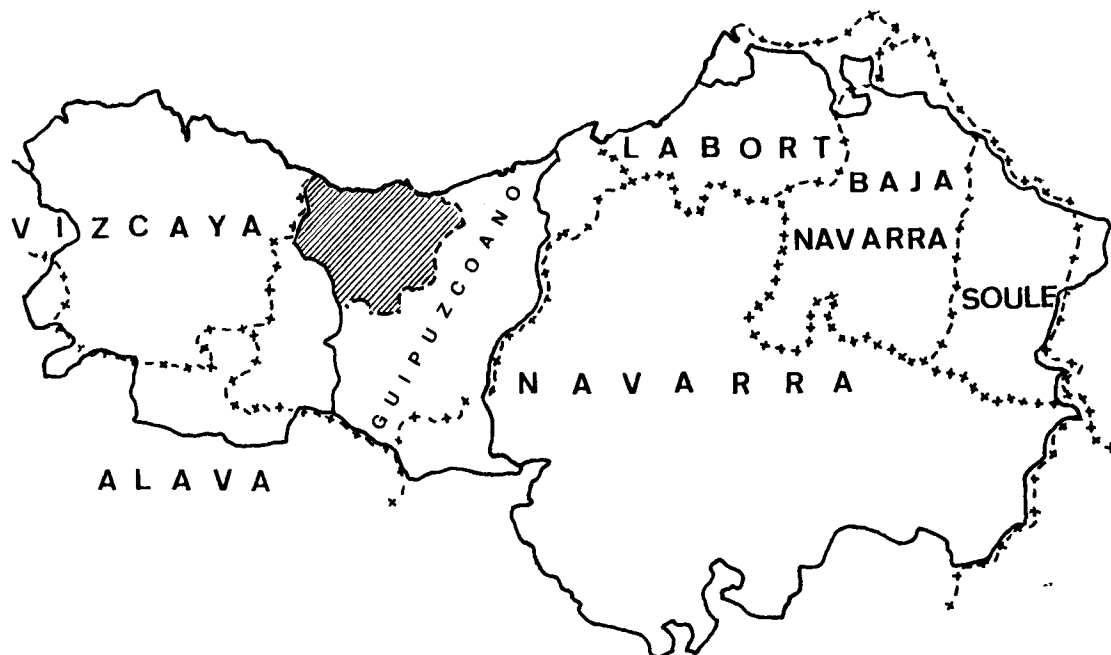 LABORT
BAJA
VIZCAYA
NAVARRA
GUIPUZCOANO
SOULE
NAVARRA
ALAVA